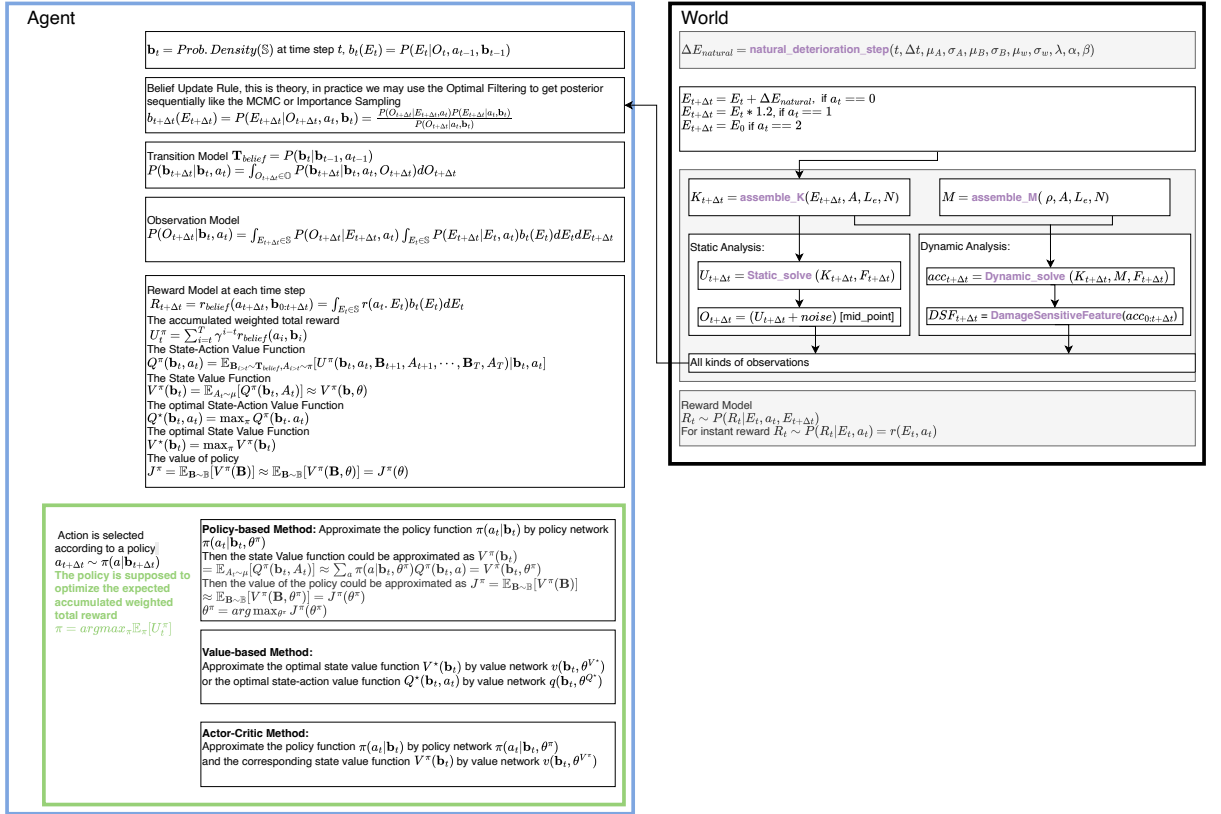 Agent
𝐛_t = Prob. Density(𝕊) at time step t, b_t(E_t) = P(E_t|O_t, a_{t-1}, 𝐛_{t-1})
Belief Update Rule, this is theory, in practice we may use the Optimal Filtering to get posterior
sequentially like the MCMC or Importance Sampling
b_{t+Δt}(E_{t+Δt}) = P(E_{t+Δt}|O_{t+Δt}, a_t, 𝐛_t) = \frac{P(O_{t+Δt}|E_{t+Δt},a_t)P(E_{t+Δt}|a_t,𝐛_t)}{P(O_{t+Δt}|a_t,𝐛_t)}
Transition Model 𝐓_{belief} = P(𝐛_t|𝐛_{t-1}, a_{t-1})
P(𝐛_{t+Δt}|𝐛_t, a_t) = ∫_{O_{t+Δt}∈𝕆} P(𝐛_{t+Δt}|𝐛_t, a_t, O_{t+Δt})dO_{t+Δt}
Observation Model
P(O_{t+Δt}|𝐛_t, a_t) = ∫_{E_{t+Δt}∈𝕊} P(O_{t+Δt}|E_{t+Δt}, a_t) ∫_{E_t∈𝕊} P(E_{t+Δt}|E_t, a_t)b_t(E_t)dE_tdE_{t+Δt}
Reward Model at each time step
R_{t+Δt} = r_{belief}(a_{t+Δt}, 𝐛_{0:t+Δt}) = ∫_{E_t∈𝕊} r(a_t. E_t)b_t(E_t)dE_t
The accumulated weighted total reward
U_t^π = ∑_{i=t}^T γ^{i-t}r_{belief}(a_i, 𝐛_i)
The State-Action Value Function
Q^π(𝐛_t, a_t) = 𝔼_{𝐁_{i>t}∼𝐓_{belief},A_{i>t}∼π}[U^π(𝐛_t, a_t, 𝐁_{t+1}, A_{t+1}, ⋯, 𝐁_T, A_T)|𝐛_t, a_t]
The State Value Function
V^π(𝐛_t) = 𝔼_{A_t∼μ}[Q^π(𝐛_t, A_t)] ≈ V^π(𝐛, θ)
The optimal State-Action Value Function
Q^⋆(𝐛_t, a_t) = max_π Q^π(𝐛_t. a_t)
The optimal State Value Function
V^⋆(𝐛_t) = max_π V^π(𝐛_t)
The value of policy
J^π = 𝔼_{𝐁∼𝔹}[V^π(𝐁)] ≈ 𝔼_{𝐁∼𝔹}[V^π(𝐁, θ)] = J^π(θ)
Action is selected
according to a policy
a_{t+Δt} ∼ π(a|𝐛_{t+Δt})
The policy is supposed to
optimize the expected
accumulated weighted
total reward
π = argmax_π𝔼_π[U_t^π]
Policy-based Method: Approximate the policy function π(a_t|𝐛_t) by policy network
π(a_t|𝐛_t, θ^π)
Then the state Value function could be approximated as V^π(𝐛_t)
= 𝔼_{A_t∼μ}[Q^π(𝐛_t, A_t)] ≈ ∑_a π(a|𝐛_t, θ^π)Q^π(𝐛_t, a) = V^π(𝐛_t, θ^π)
Then the value of the policy could be approximated as J^π = 𝔼_{𝐁∼𝔹}[V^π(𝐁)]
≈ 𝔼_{𝐁∼𝔹}[V^π(𝐁, θ^π)] = J^π(θ^π)
θ^π = arg max_{θ^π} J^π(θ^π)
Value-based Method:
Approximate the optimal state value function V^⋆(𝐛_t) by value network v(𝐛_t, θ^{V^⋆})
or the optimal state-action value function Q^⋆(𝐛_t, a_t) by value network q(𝐛_t, θ^{Q^⋆})
Actor-Critic Method:
Approximate the policy function π(a_t|𝐛_t) by policy network π(a_t|𝐛_t, θ^π)
and the corresponding state value function V^π(𝐛_t) by value network v(𝐛_t, θ^{V^π})
World
ΔE_{natural} = natural_deterioration_step(t, Δt, μ_A, σ_A, μ_B, σ_B, μ_w, σ_w, λ, α, β)
E_{t+Δt} = E_t + ΔE_{natural}, if a_t == 0
E_{t+Δt} = E_t ∗ 1.2, if a_t == 1
E_{t+Δt} = E_0 if a_t == 2
K_{t+Δt} = assemble_K(E_{t+Δt}, A, L_e, N)
M = assemble_M( ρ, A, L_e, N)
Static Analysis:
U_{t+Δt} = Static_solve (K_{t+Δt}, F_{t+Δt})
O_{t+Δt} = (U_{t+Δt} + noise) [mid_point]
Dynamic Analysis:
acc_{t+Δt} = Dynamic_solve (K_{t+Δt}, M, F_{t+Δt})
DSF_{t+Δt} = DamageSensitiveFeature(acc_{0:t+Δt})
All kinds of observations
Reward Model
R_t ∼ P(R_t|E_t, a_t, E_{t+Δt})
For instant reward R_t ∼ P(R_t|E_t, a_t) = r(E_t, a_t)